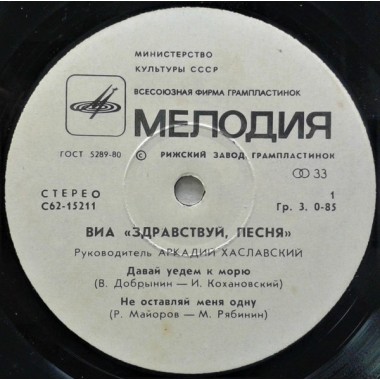 МИНИСТЕРСТВО
КУЛЬТУРЫ СССР
ВСЕСОЮЗНАЯ ФИРМА ГРАМПЛАСТИНОК
МЕЛОДИЯ
ГОСТ 5289-80 © РИЖСКИЙ ЗАВОД ГРАМПЛАСТИНОК
СТЕРЕО 33
С62-15211 1
Гр. 3. 0-85
ВИА «ЗДРАВСТВУЙ, ПЕСНЯ»
Руководитель АРКАДИЙ ХАСЛАВСКИЙ
Давай уедем к морю
(В. Добрынин — И. Кохановский)
Не оставляй меня одну
(Р. Майоров — М. Рябинин)